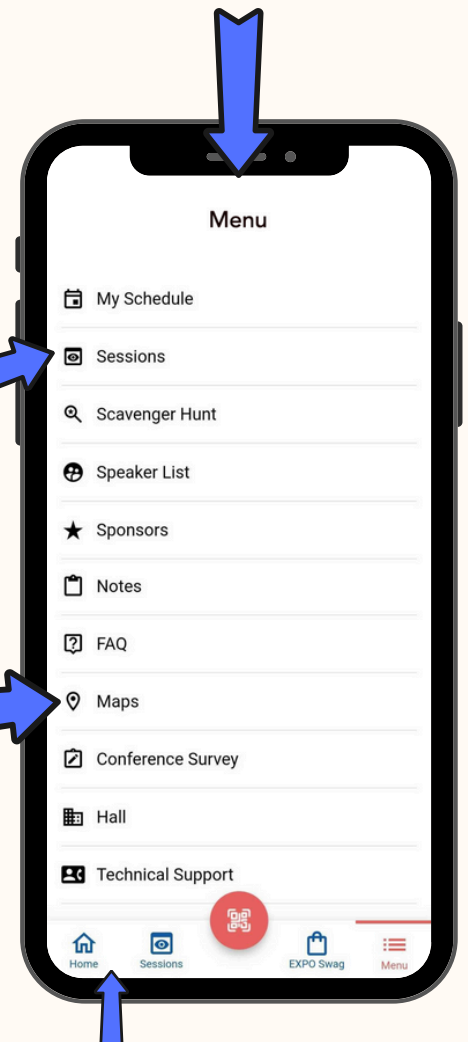 Menu
My Schedule
Sessions
Scavenger Hunt
Speaker List
Sponsors
Notes
FAQ
Maps
Conference Survey
Hall
Technical Support
Home Sessions EXPO Swag Menu